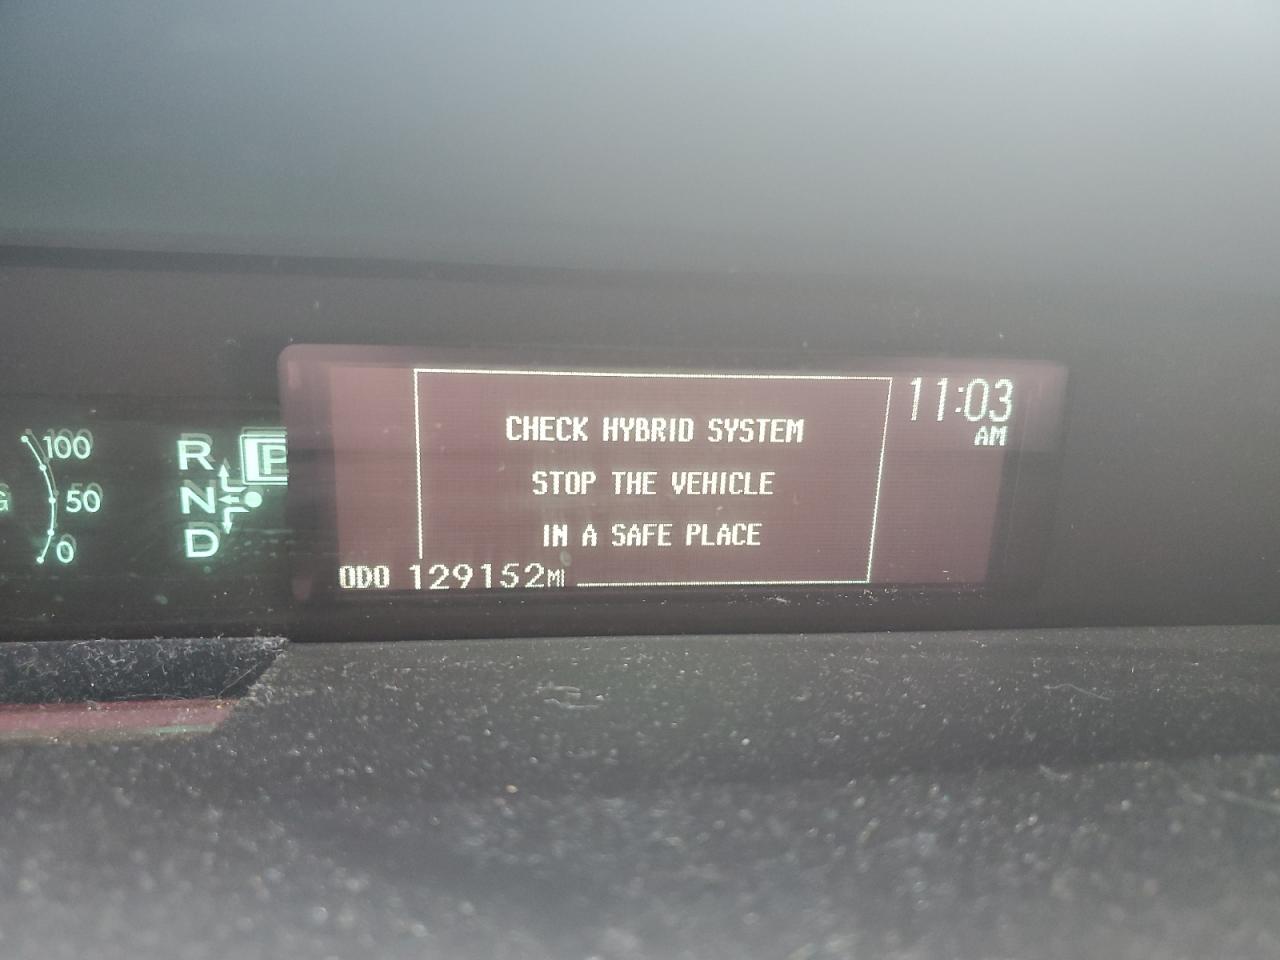 100
50
0
G
R
N
D
P
CHECK HYBRID SYSTEM
STOP THE VEHICLE
IN A SAFE PLACE
11:03
AM
ODO 129152MI